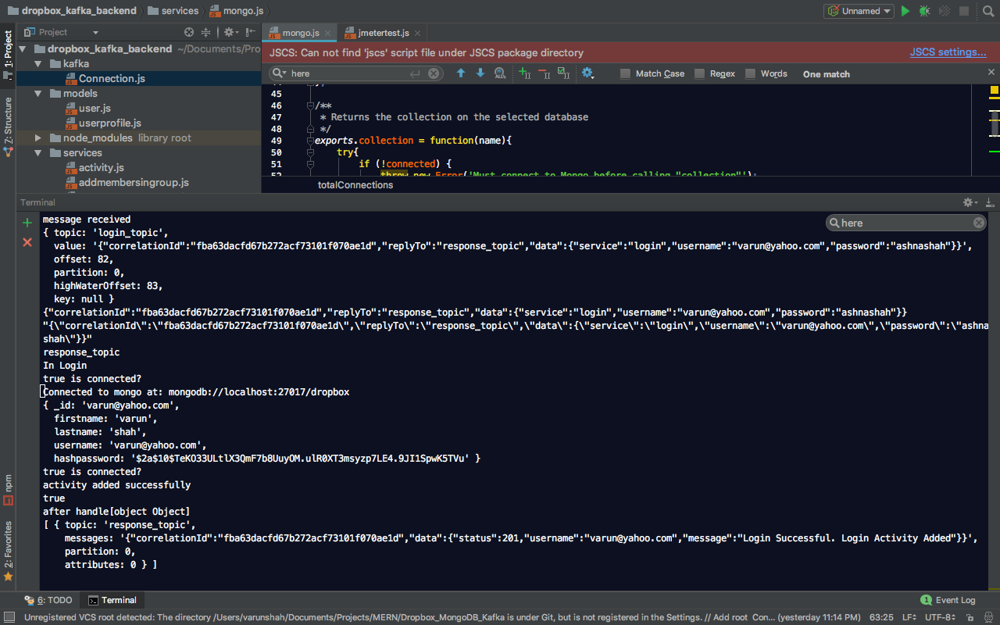 dropbox_kafka_backend services mongo.js Unnamed
1: Project
Project
mongo.js jmetertest.js
dropbox_kafka_backend ~/Documents/Pro
JSCS: Can not find 'jscs' script file under JSCS package directory JSCS settings...
kafka
Connection.js
here Match Case Regex Words One match
models
45
46 /**
user.js
47 * Returns the collection on the selected database
userprofile.js
48 */
node_modules library root
49 exports.collection = function(name){
services
50 try{
activity.js
51 if (!connected) {
addmembersingroup.js
52 throw new Error('Must connect to Mongo before calling "collection"');
totalConnections
Z: Structure
Terminal
here
message received
{ topic: 'login_topic',
value: '{"correlationId":"fba63dacfd67b272acf73101f070ae1d","replyTo":"response_topic","data":{"service":"login","username":"varun@yahoo.com","password":"ashnashah"}}',
offset: 82,
partition: 0,
highWaterOffset: 83,
key: null }
{"correlationId":"fba63dacfd67b272acf73101f070ae1d","replyTo":"response_topic","data":{"service":"login","username":"varun@yahoo.com","password":"ashnashah"}}
"{\"correlationId\":\"fba63dacfd67b272acf73101f070ae1d\",\"replyTo\":\"response_topic\",\"data\":{\"service\":\"login\",\"username\":\"varun@yahoo.com\",\"password\":\"ashna
shah\"}}"
response_topic
In Login
true is connected?
Connected to mongo at: mongodb://localhost:27017/dropbox
{ _id: 'varun@yahoo.com',
firstname: 'varun',
lastname: 'shah',
username: 'varun@yahoo.com',
hashpassword: '$2a$10$TeKO33ULtlX3QmF7b8UuyOM.ulR0XT3msyzp7LE4.9JI1SpwK5TVu' }
true is connected?
activity added successfully
true
after handle[object Object]
[ { topic: 'response_topic',
messages: '{"correlationId":"fba63dacfd67b272acf73101f070ae1d","data":{"status":201,"username":"varun@yahoo.com","message":"Login Successful. Login Activity Added"}}',
partition: 0,
attributes: 0 } ]
npm
2: Favorites
6: TODO Terminal 1 Event Log
Unregistered VCS root detected: The directory /Users/varunshah/Documents/Projects/MERN/Dropbox_MongoDB_Kafka is under Git, but is not registered in the Settings. // Add root Con... (yesterday 11:14 PM) 63:25 LF UTF-8